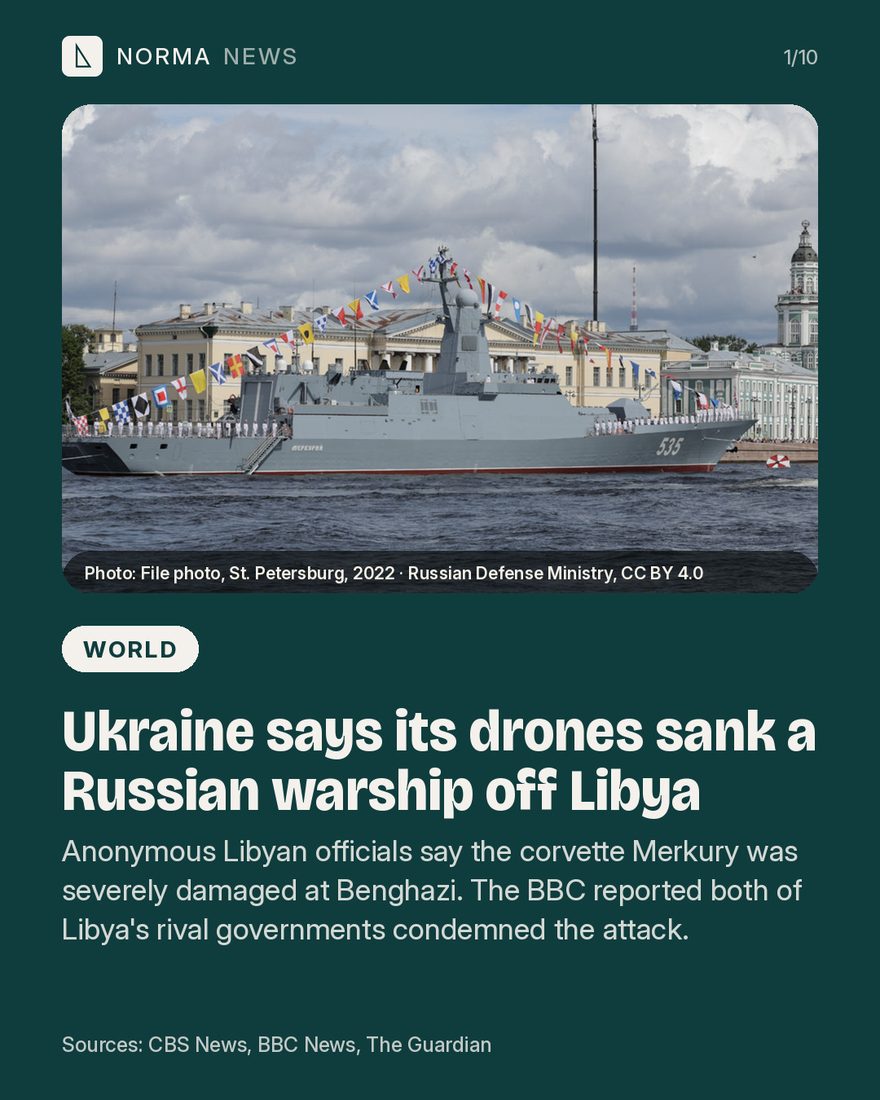 NORMA NEWS
1/10
МЕРКУРИЙ
535
Photo: File photo, St. Petersburg, 2022 · Russian Defense Ministry, CC BY 4.0
WORLD
Ukraine says its drones sank a
Russian warship off Libya
Anonymous Libyan officials say the corvette Merkury was
severely damaged at Benghazi. The BBC reported both of
Libya's rival governments condemned the attack.
Sources: CBS News, BBC News, The Guardian